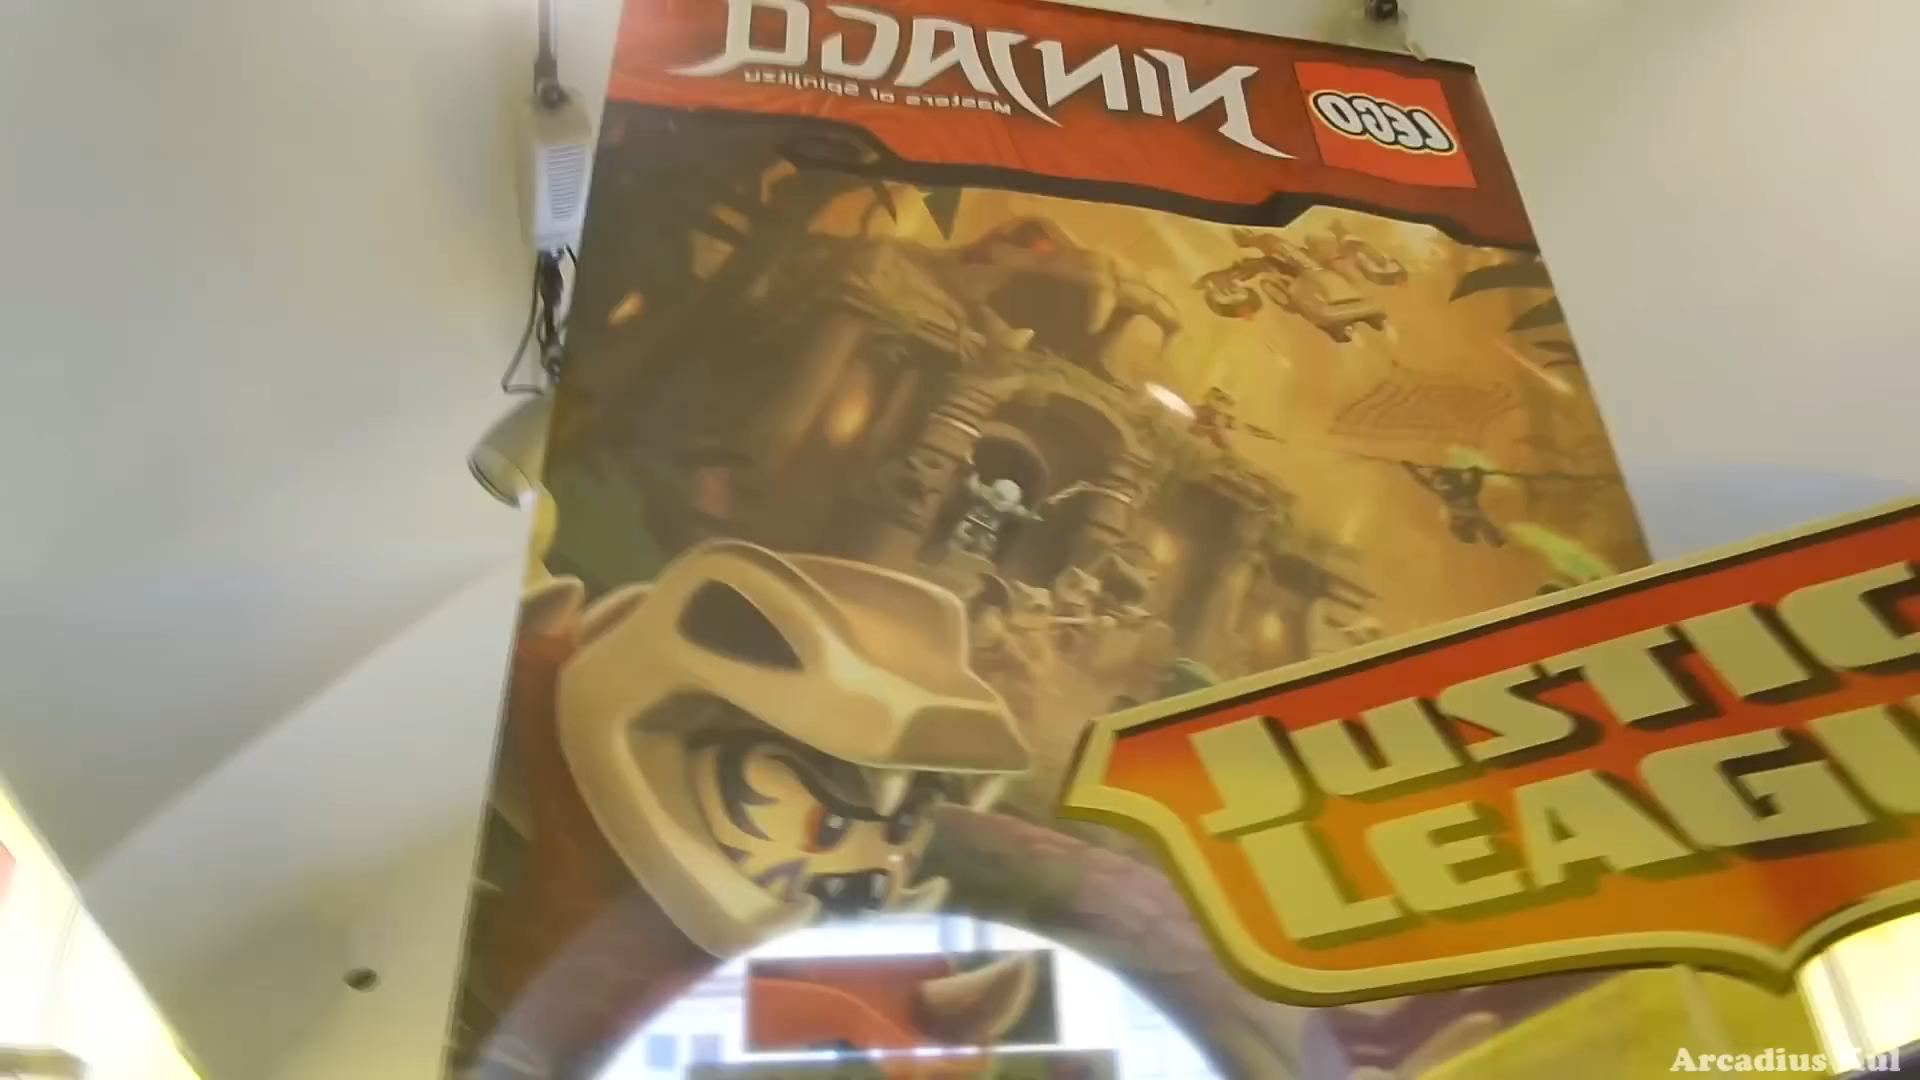 NINJAGO
Masters of Spinjitzu
LEGO
JUSTIC
LEAGU
Arcadius Kul